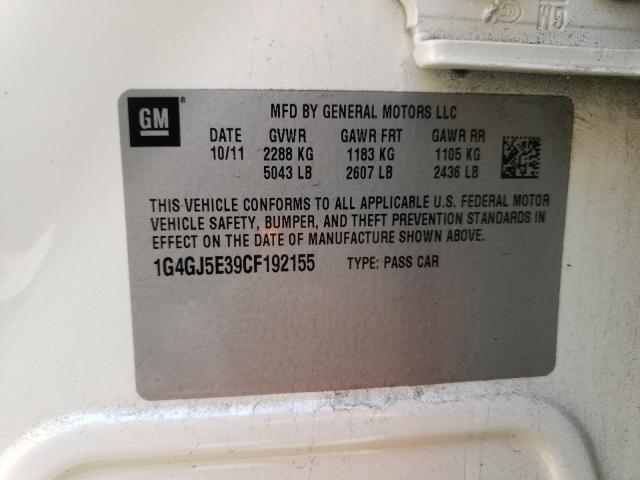 GM
GM ®
MFD BY GENERAL MOTORS LLC
DATE GVWR GAWR FRT GAWR RR
10/11 2288 KG 1183 KG 1105 KG
5043 LB 2607 LB 2436 LB
THIS VEHICLE CONFORMS TO ALL APPLICABLE U.S. FEDERAL MOTOR
VEHICLE SAFETY, BUMPER, AND THEFT PREVENTION STANDARDS IN
EFFECT ON THE DATE OF MANUFACTURE SHOWN ABOVE.
1G4GJ5E39CF192155 TYPE: PASS CAR